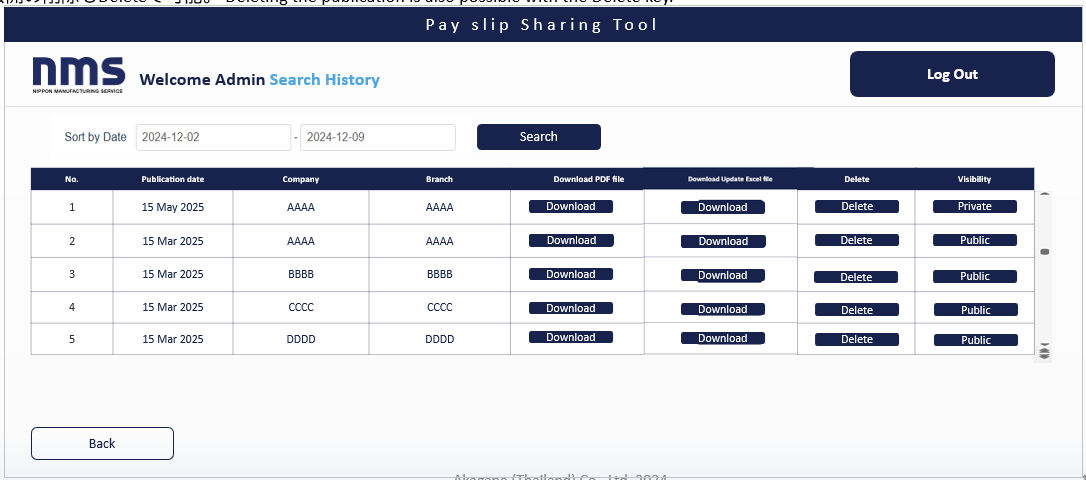 Delete Deleting the publication is also possible with the Delete key.
Pay slip Sharing Tool
nms
NIPPON MANUFACTURING SERVICE
Welcome Admin Search History
Log Out
Sort by Date 2024-12-02 - 2024-12-09 Search
No. Publication date Company Branch Download PDF file Download Update Excel file Delete Visibility
1 15 May 2025 AAAA AAAA Download Download Delete Private
2 15 Mar 2025 AAAA AAAA Download Download Delete Public
3 15 Mar 2025 BBBB BBBB Download Download Delete Public
4 15 Mar 2025 CCCC CCCC Download Download Delete Public
5 15 Mar 2025 DDDD DDDD Download Download Delete Public
Back
(Thailand) Co., Ltd. 2024